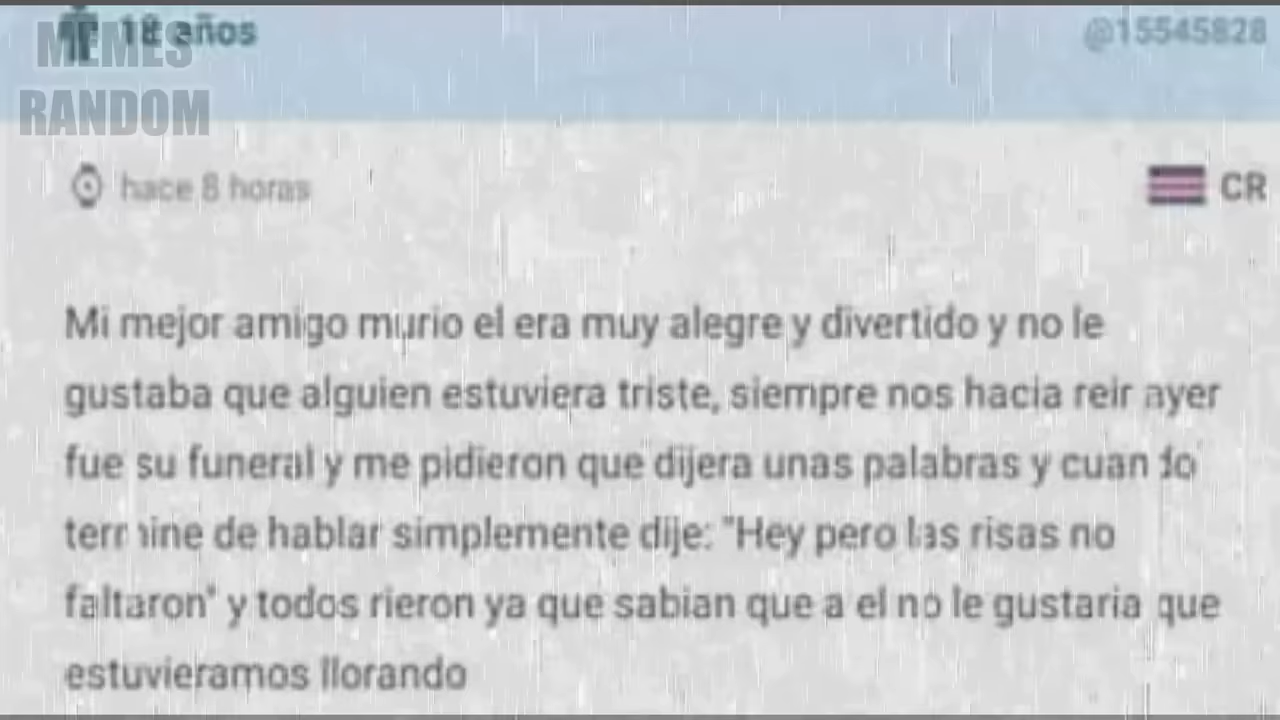 18 años
@15545828
MEMES
RANDOM
hace 8 horas
CR
Mi mejor amigo murio el era muy alegre y divertido y no le
gustaba que alguien estuviera triste, siempre nos hacia reir ayer
fue su funeral y me pidieron que dijera unas palabras y cuando
termine de hablar simplemente dije: "Hey pero las risas no
faltaron" y todos rieron ya que sabian que a el no le gustaria que
estuvieramos llorando